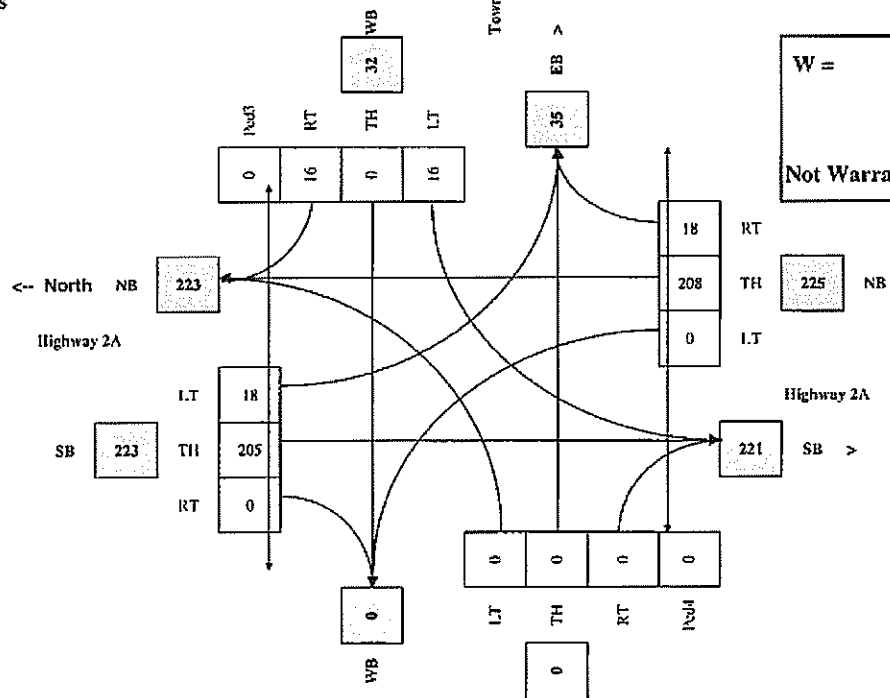 s
WB
Town
32
>
EB
W =
35
Not Warra
Ped3
RT
TH
LT
0
16
0
16
18
RT
<-- North
NB
223
208
TH
225
NB
Highway 2A
0
LT
LT
18
Highway 2A
SB
223
TH
205
221
SB
>
RT
0
0
0
0
0
0
LT
TH
RT
Ped4
WB
0